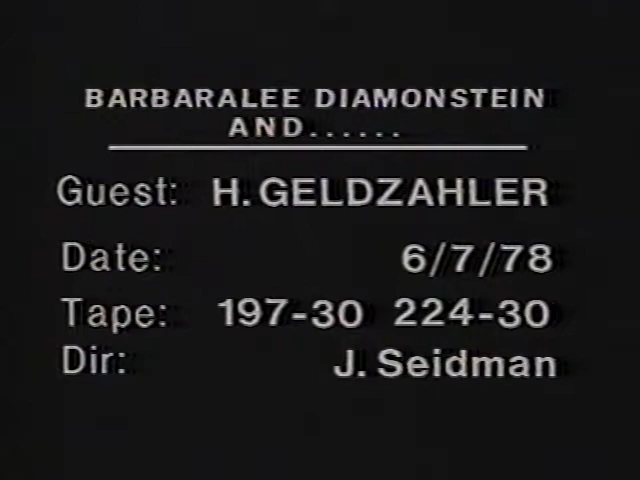 BARBARALEE DIAMONSTEIN
AND......
Guest: H. GELDZAHLER
Date: 6/7/78
Tape: 197-30 224-30
Dir: J. Seidman